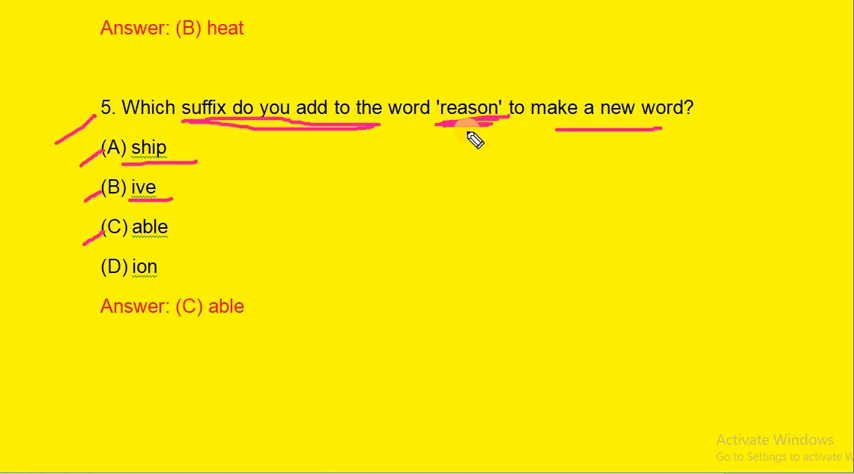 Answer: (B) heat
5. Which suffix do you add to the word 'reason' to make a new word?
(A) ship
(B) ive
(C) able
(D) ion
Answer: (C) able
Activate Windows
Go to Settings to activate W